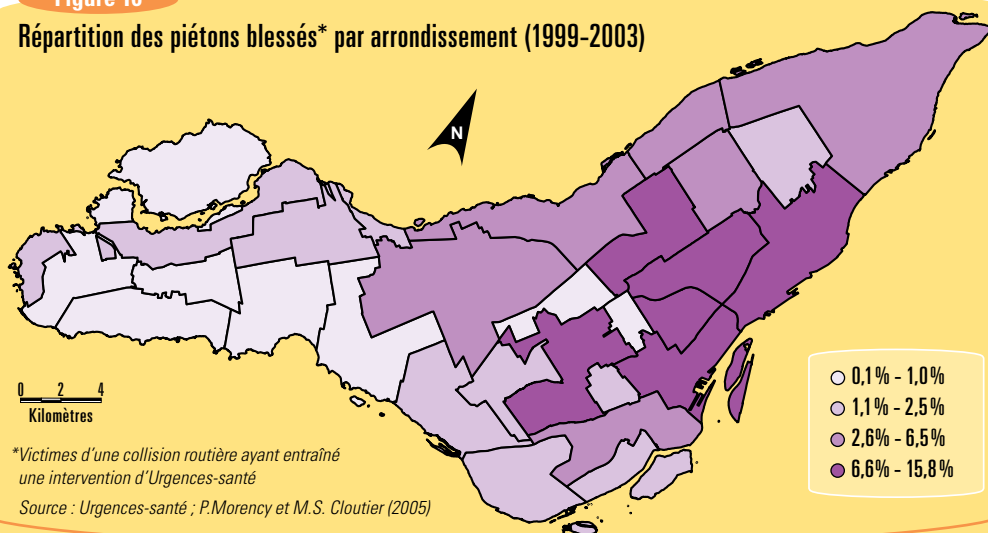 Figure 16
Répartition des piétons blessés* par arrondissement (1999-2003)
N
0 2 4
Kilomètres
0,1% - 1,0%
1,1% - 2,5%
2,6% - 6,5%
6,6% - 15,8%
*Victimes d'une collision routière ayant entraîné
une intervention d'Urgences-santé
Source : Urgences-santé ; P.Morency et M.S. Cloutier (2005)